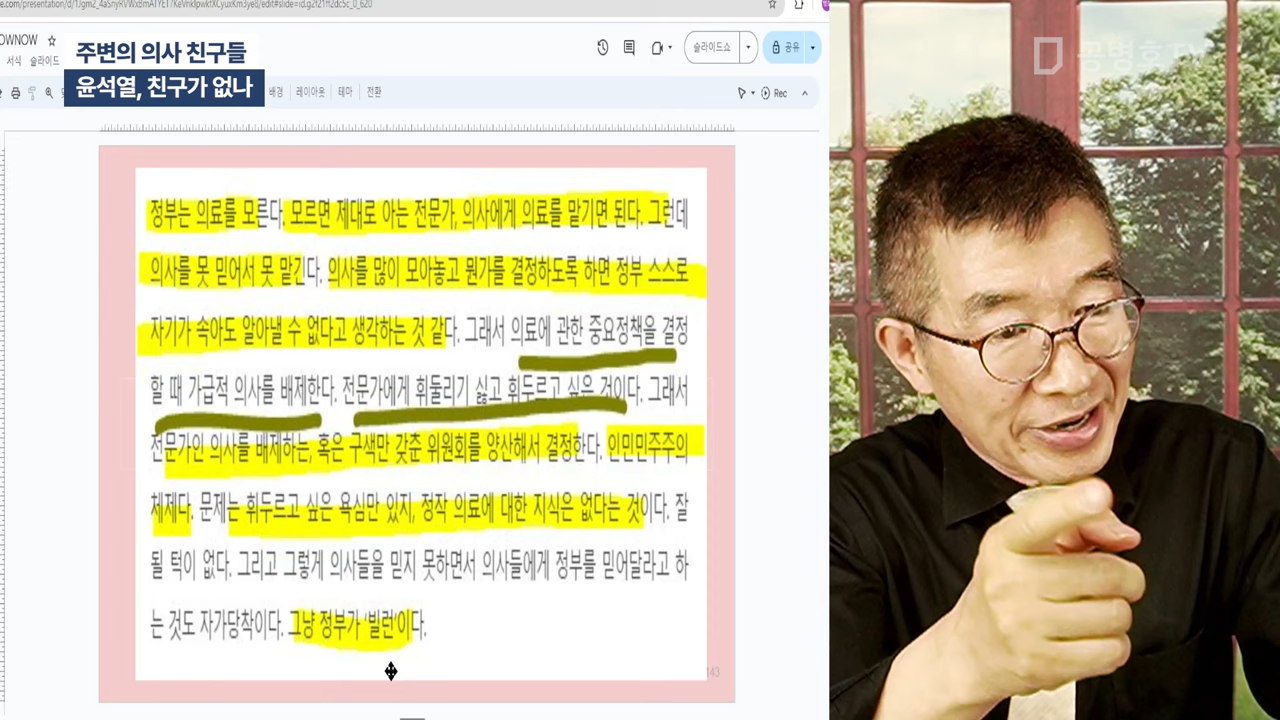 주변의 의사 친구들
윤석열, 친구가 없나
공병호TV
OWNOW
서식 슬라이드
슬라이드쇼
공유
배경 레이아웃 테마 전환
Rec
정부는 의료를 모른다. 모르면 제대로 아는 전문가, 의사에게 의료를 맡기면 된다. 그런데
의사를 못 믿어서 못 맡긴다. 의사를 많이 모아놓고 뭔가를 결정하도록 하면 정부 스스로
자기가 속아도 알아낼 수 없다고 생각하는 것 같다. 그래서 의료에 관한 중요정책을 결정
할 때 가급적 의사를 배제한다. 전문가에게 휘둘리기 싫고 휘두르고 싶은 것이다. 그래서
전문가인 의사를 배제하는, 혹은 구색만 갖춘 위원회를 양산해서 결정한다. 인민민주주의
체제다. 문제는 휘두르고 싶은 욕심만 있지, 정작 의료에 대한 지식은 없다는 것이다. 잘
될 턱이 없다. 그리고 그렇게 의사들을 믿지 못하면서 의사들에게 정부를 믿어달라고 하
는 것도 자가당착이다. 그냥 정부가 '빌런'이다.
143